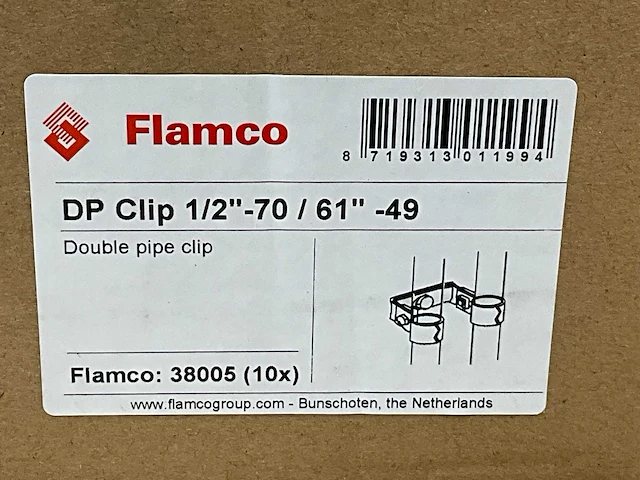 Flamco
8 719313 011994
DP Clip 1/2"-70 / 61" -49
Double pipe clip
Flamco: 38005 (10x)
www.flamcogroup.com - Bunschoten, the Netherlands